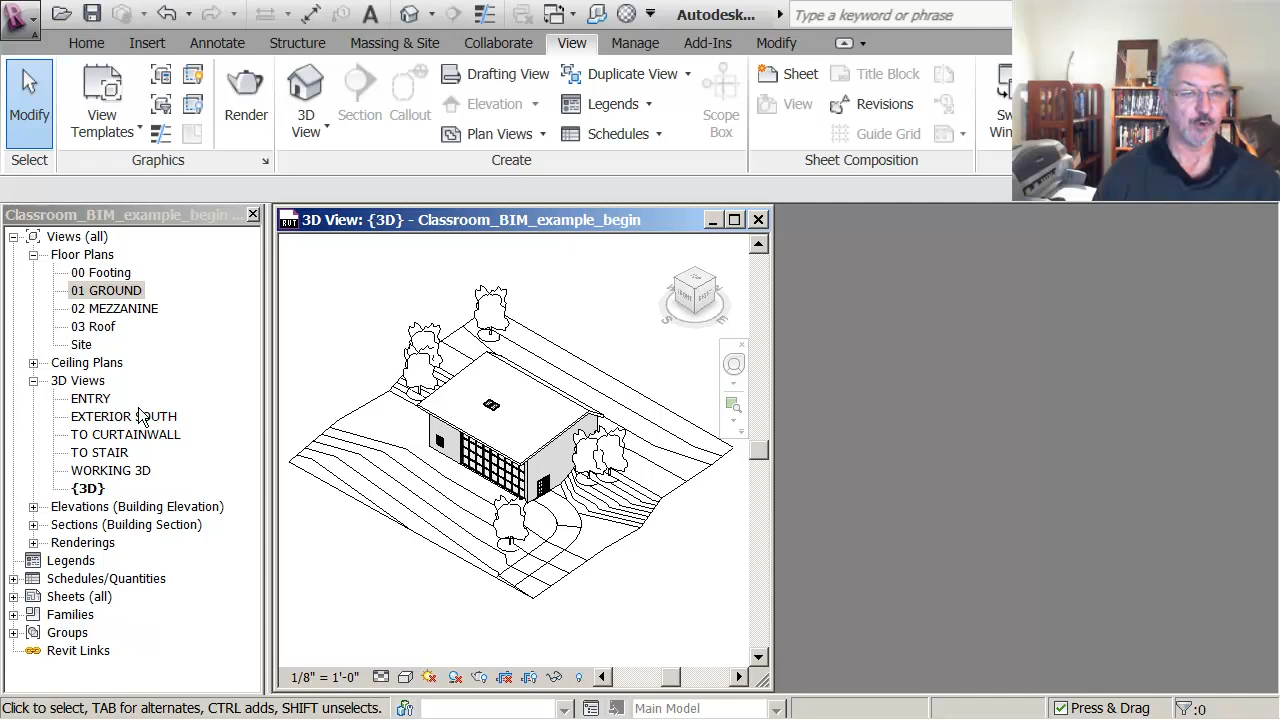 Autodesk...
Type a keyword or phrase
Home Insert Annotate Structure Massing & Site Collaborate View Manage Add-Ins Modify
Modify
View
Templates
Render
3D
View
Section
Callout
Drafting View
Elevation
Plan Views
Duplicate View
Legends
Schedules
Scope
Box
Sheet
View
Title Block
Revisions
Guide Grid
Select Graphics Create Sheet Composition
Classroom_BIM_example_begin ...
Views (all)
Floor Plans
00 Footing
01 GROUND
02 MEZZANINE
03 Roof
Site
Ceiling Plans
3D Views
ENTRY
EXTERIOR SOUTH
TO CURTAINWALL
TO STAIR
WORKING 3D
{3D}
Elevations (Building Elevation)
Sections (Building Section)
Renderings
Legends
Schedules/Quantities
Sheets (all)
Families
Groups
Revit Links
3D View: {3D} - Classroom_BIM_example_begin
TOP
S
E
1/8" = 1'-0"
Click to select, TAB for alternates, CTRL adds, SHIFT unselects.
Main Model
Press & Drag
:0